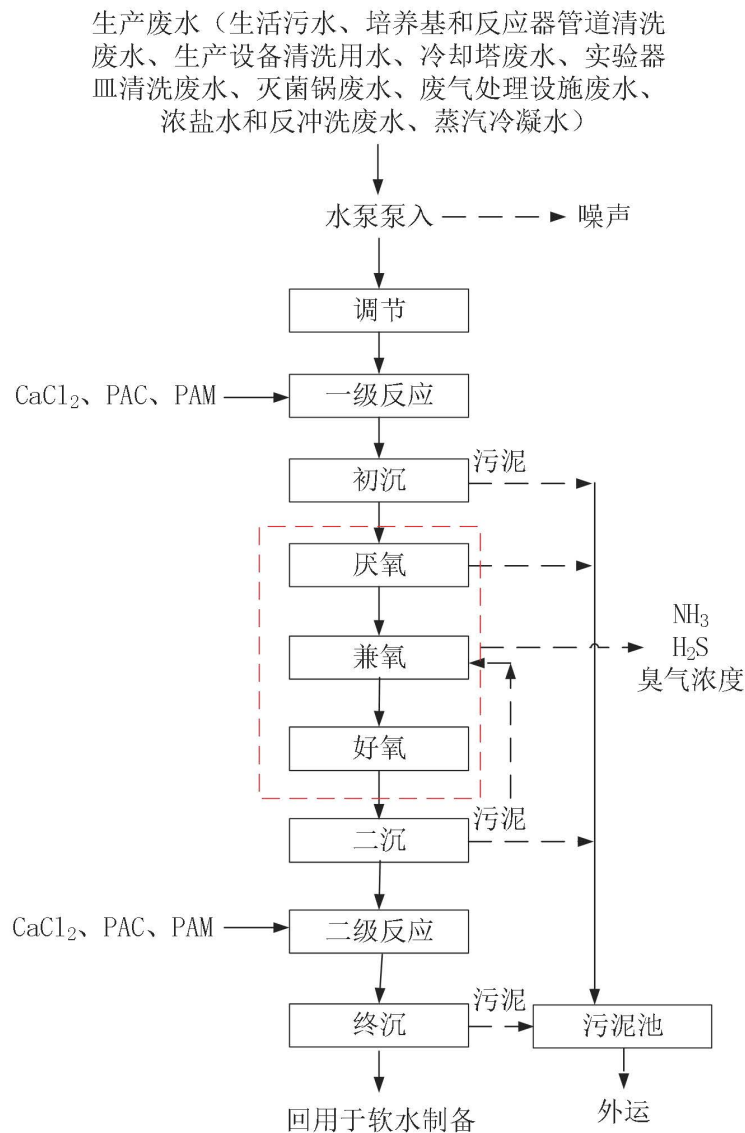 生产废水（生活污水、培养基和反应器管道清洗
废水、生产设备清洗用水、冷却塔废水、实验器
皿清洗废水、灭菌锅废水、废气处理设施废水、
浓盐水和反冲洗废水、蒸汽冷凝水）
水泵泵入
噪声
调节
CaCl₂、PAC、PAM
一级反应
初沉
污泥
厌氧
兼氧
NH₃
H₂S
臭气浓度
好氧
二沉
污泥
CaCl₂、PAC、PAM
二级反应
终沉
污泥
污泥池
回用于软水制备
外运